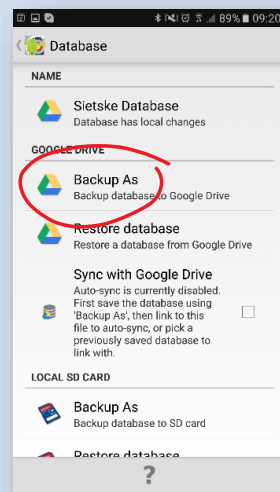 89% 09:20
Database
NAME
Sietske Database
Database has local changes
GOOGLE DRIVE
Backup As
Backup database to Google Drive
Restore database
Restore a database from Google Drive
Sync with Google Drive
Auto-sync is currently disabled.
First save the database using
'Backup As', then link to this
file to auto-sync, or pick a
previously saved database to
link with.
LOCAL SD CARD
Backup As
Backup database to SD card
Restore database
?